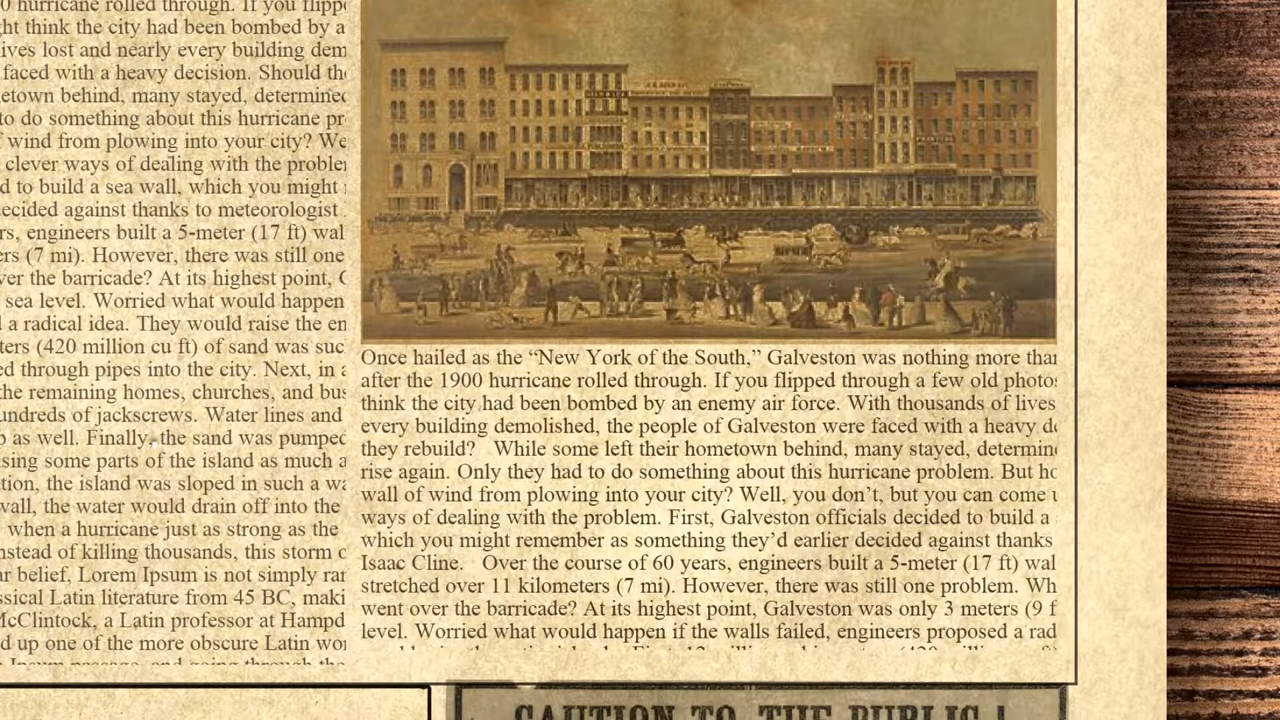 0 hurricane rolled through. If you flipp
ght think the city had been bombed by a
ives lost and nearly every building dem
faced with a heavy decision. Should th
etown behind, many stayed, determined
to do something about this hurricane pr
f wind from plowing into your city? We
clever ways of dealing with the problem
d to build a sea wall, which you might
decided against thanks to meteorologist
rs, engineers built a 5-meter (17 ft) wal
ers (7 mi). However, there was still one
ver the barricade? At its highest point, G
sea level. Worried what would happen
d a radical idea. They would raise the en
ters (420 million cu ft) of sand was suc
ed through pipes into the city. Next, in a
the remaining homes, churches, and bus
undreds of jackscrews. Water lines and
p as well. Finally, the sand was pumped
ising some parts of the island as much a
tion, the island was sloped in such a wa
wall, the water would drain off into the
when a hurricane just as strong as the
nstead of killing thousands, this storm c
ar belief, Lorem Ipsum is not simply ran
ssical Latin literature from 45 BC, maki
McClintock, a Latin professor at Hampd
d up one of the more obscure Latin wor
Ipsum passage, and going through the
Once hailed as the “New York of the South,” Galveston was nothing more than
after the 1900 hurricane rolled through. If you flipped through a few old photos
think the city had been bombed by an enemy air force. With thousands of lives
every building demolished, the people of Galveston were faced with a heavy de
they rebuild? While some left their hometown behind, many stayed, determin
rise again. Only they had to do something about this hurricane problem. But ho
wall of wind from plowing into your city? Well, you don’t, but you can come u
ways of dealing with the problem. First, Galveston officials decided to build a
which you might remember as something they’d earlier decided against thanks
Isaac Cline. Over the course of 60 years, engineers built a 5-meter (17 ft) wal
stretched over 11 kilometers (7 mi). However, there was still one problem. Wh
went over the barricade? At its highest point, Galveston was only 3 meters (9 f
level. Worried what would happen if the walls failed, engineers proposed a rad
CAUTION TO THE PUBLIC !